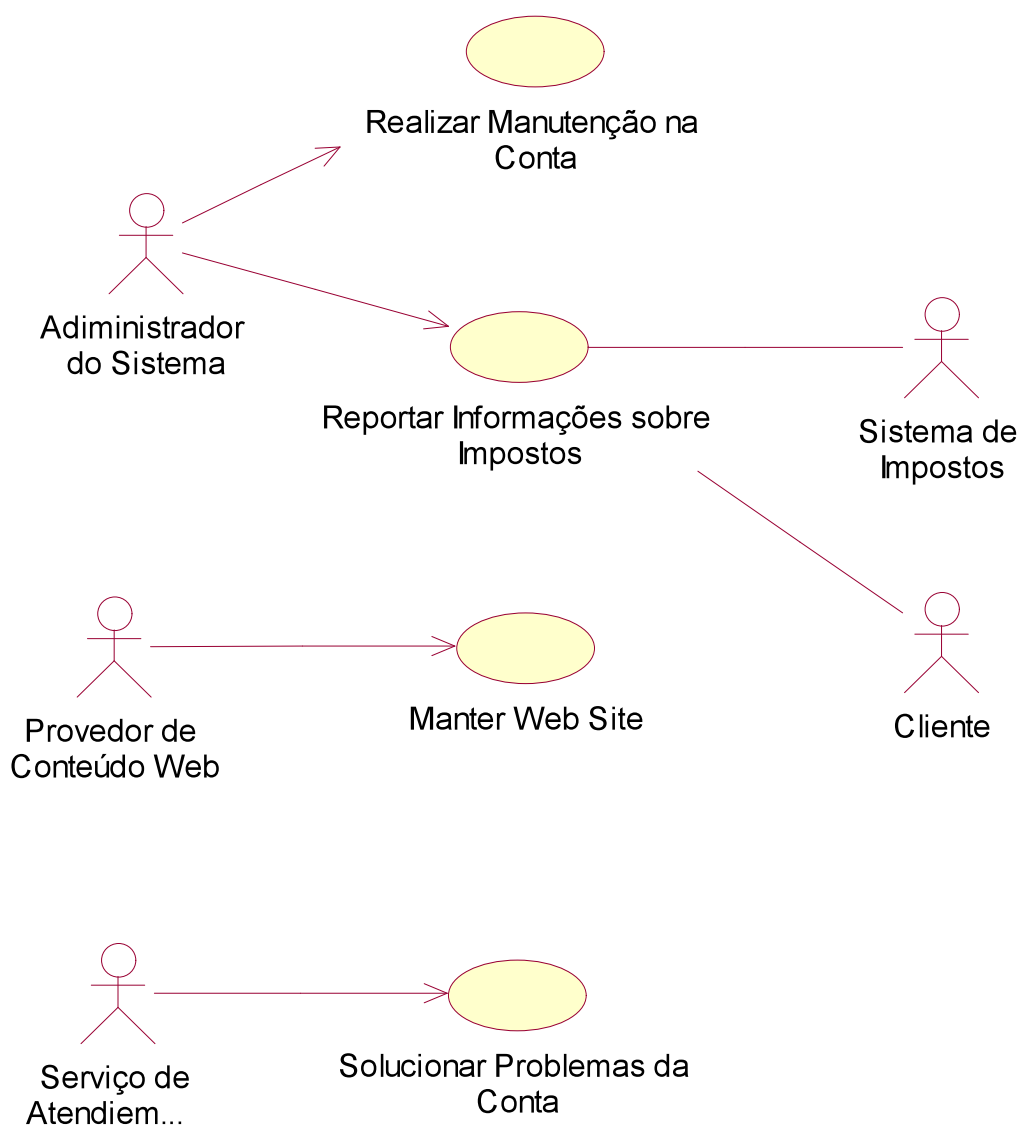 Realizar Manutenção na
Conta
Adiministrador
do Sistema
Reportar Informações sobre
Impostos
Sistema de
Impostos
Provedor de
Conteúdo Web
Manter Web Site
Cliente
Serviço de
Atendiem...
Solucionar Problemas da
Conta